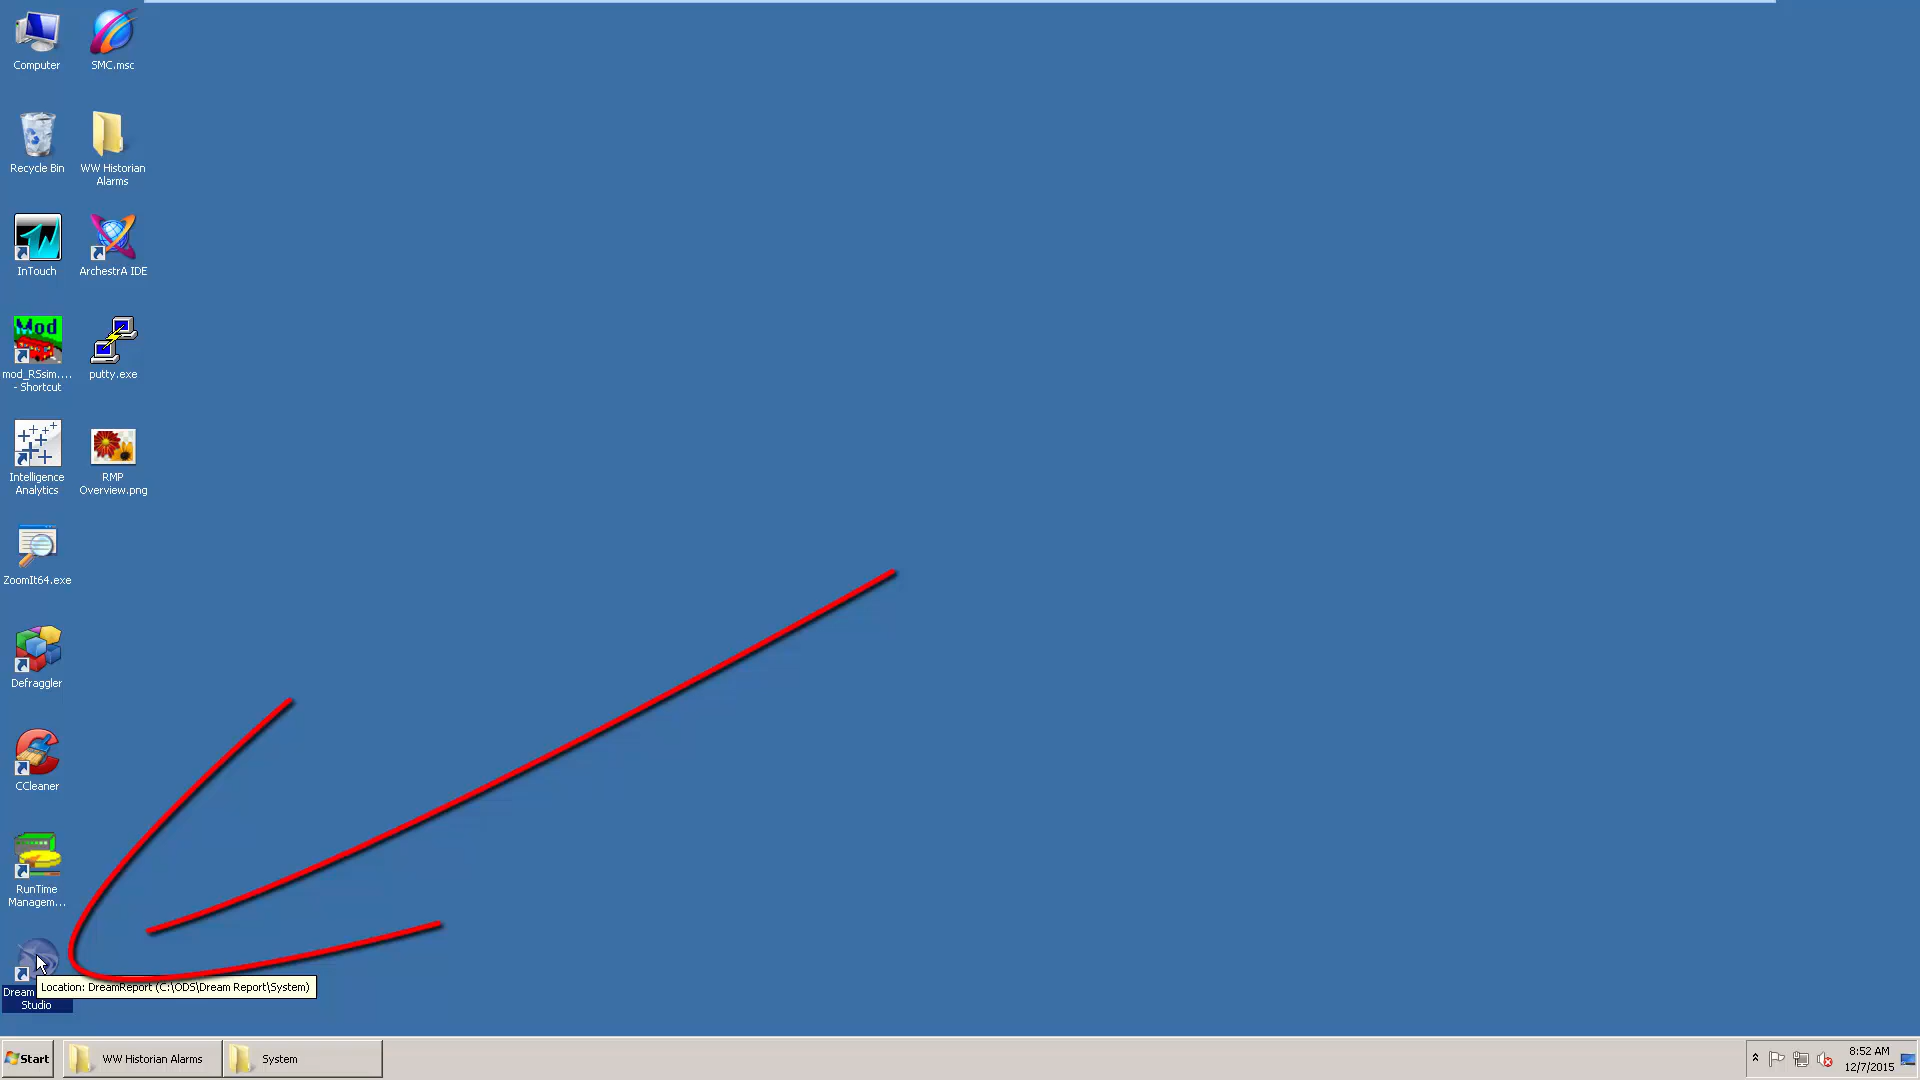 Computer
SMC.msc
Recycle Bin
WW Historian
Alarms
InTouch
ArchestrA IDE
Mod
mod_RSsim....
- Shortcut
putty.exe
Intelligence
Analytics
RMP
Overview.png
ZoomIt64.exe
Defraggler
CCleaner
RunTime
Managem...
Dream
Studio
Location: DreamReport (C:\ODS\Dream Report\System)
Start
WW Historian Alarms
System
8:52 AM
12/7/2015